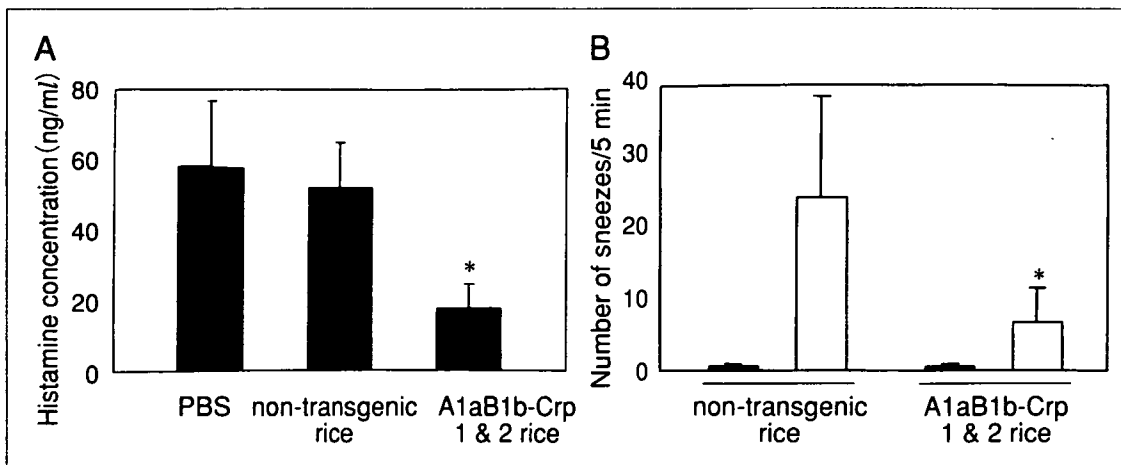 A
Histamine concentration(ng/ml)
80
60
40
20
0
*
PBS
non-transgenic
rice
A1aB1b-Crp
1 & 2 rice
B
Number of sneezes/5 min
40
30
20
10
0
*
non-transgenic
rice
A1aB1b-Crp
1 & 2 rice